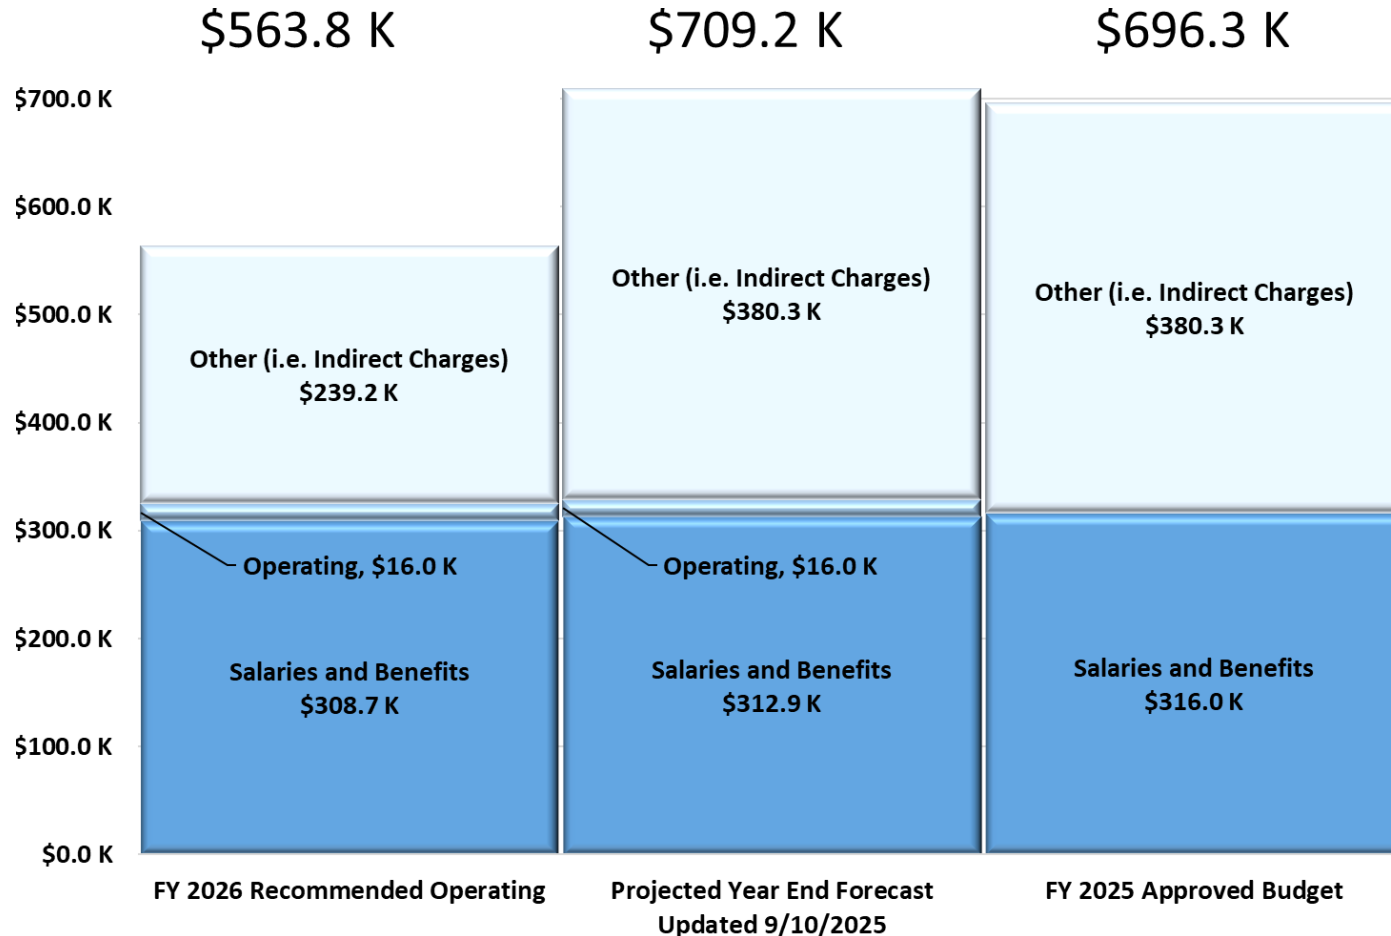 $563.8 K
$709.2 K
$696.3 K
$700.0 K
$600.0 K
$500.0 K
$400.0 K
$300.0 K
$200.0 K
$100.0 K
$0.0 K
Other (i.e. Indirect Charges)
$239.2 K
Operating, $16.0 K
Salaries and Benefits
$308.7 K
Other (i.e. Indirect Charges)
$380.3 K
Operating, $16.0 K
Salaries and Benefits
$312.9 K
Other (i.e. Indirect Charges)
$380.3 K
Salaries and Benefits
$316.0 K
FY 2026 Recommended Operating
Projected Year End Forecast
Updated 9/10/2025
FY 2025 Approved Budget